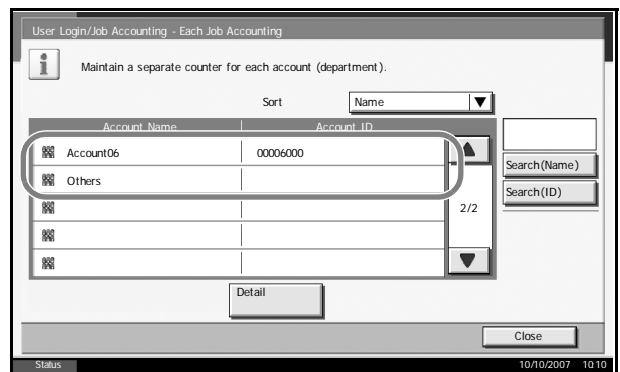 User Login/Job Accounting - Each Job Accounting
i
Maintain a separate counter for each account (department).
Sort
Name
Account Name
Account ID
Account06
00006000
Search(Name)
Others
Search(ID)
2/2
Detail
Close
Status
10/10/2007 10:10